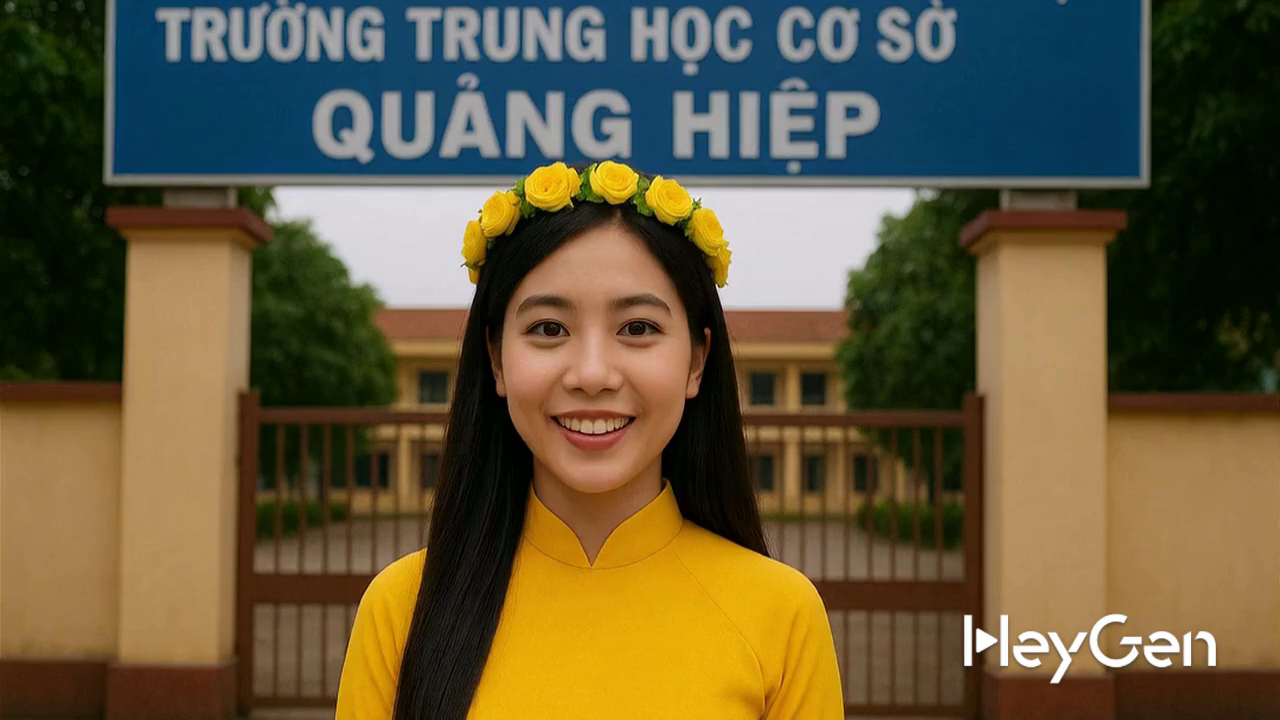 TRƯỜNG TRUNG HỌC CƠ SỞ
QUẢNG HIỆP
HeyGen